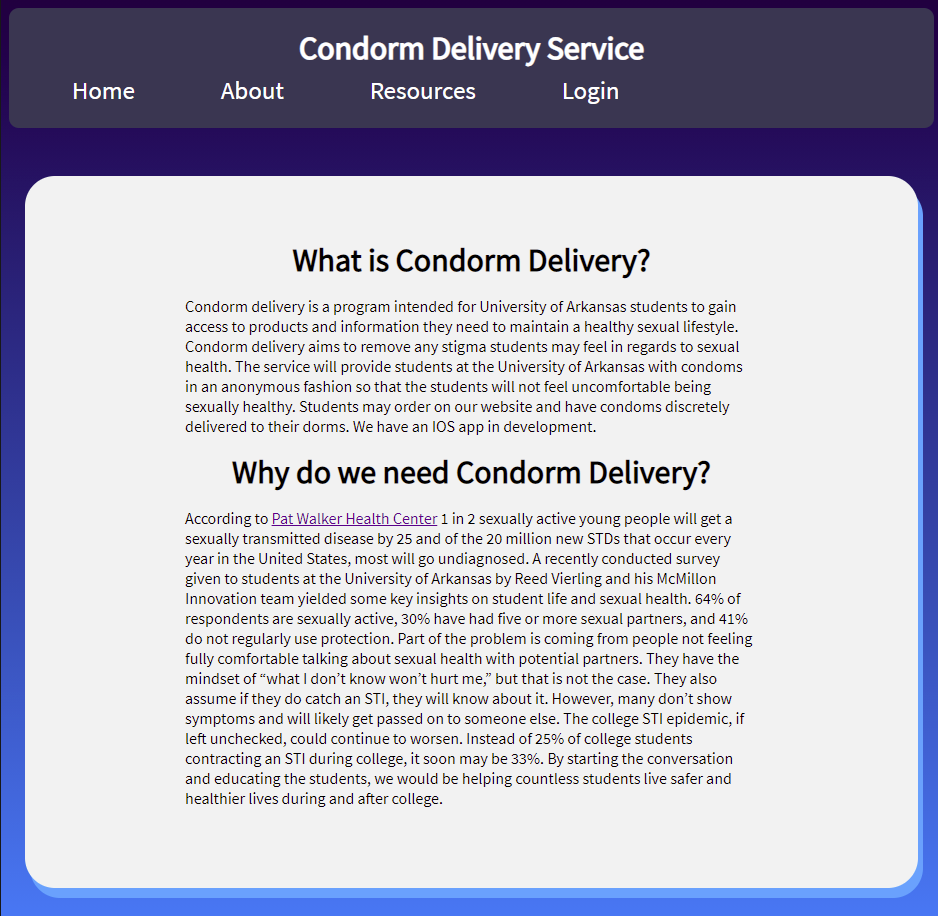 Condorm Delivery Service
Home About Resources Login
What is Condorm Delivery?
Condorm delivery is a program intended for University of Arkansas students to gain
access to products and information they need to maintain a healthy sexual lifestyle.
Condorm delivery aims to remove any stigma students may feel in regards to sexual
health. The service will provide students at the University of Arkansas with condoms
in an anonymous fashion so that the students will not feel uncomfortable being
sexually healthy. Students may order on our website and have condoms discretely
delivered to their dorms. We have an IOS app in development.
Why do we need Condorm Delivery?
According to Pat Walker Health Center 1 in 2 sexually active young people will get a
sexually transmitted disease by 25 and of the 20 million new STDs that occur every
year in the United States, most will go undiagnosed. A recently conducted survey
given to students at the University of Arkansas by Reed Vierling and his McMillon
Innovation team yielded some key insights on student life and sexual health. 64% of
respondents are sexually active, 30% have had five or more sexual partners, and 41%
do not regularly use protection. Part of the problem is coming from people not feeling
fully comfortable talking about sexual health with potential partners. They have the
mindset of “what I don’t know won’t hurt me,” but that is not the case. They also
assume if they do catch an STI, they will know about it. However, many don’t show
symptoms and will likely get passed on to someone else. The college STI epidemic, if
left unchecked, could continue to worsen. Instead of 25% of college students
contracting an STI during college, it soon may be 33%. By starting the conversation
and educating the students, we would be helping countless students live safer and
healthier lives during and after college.